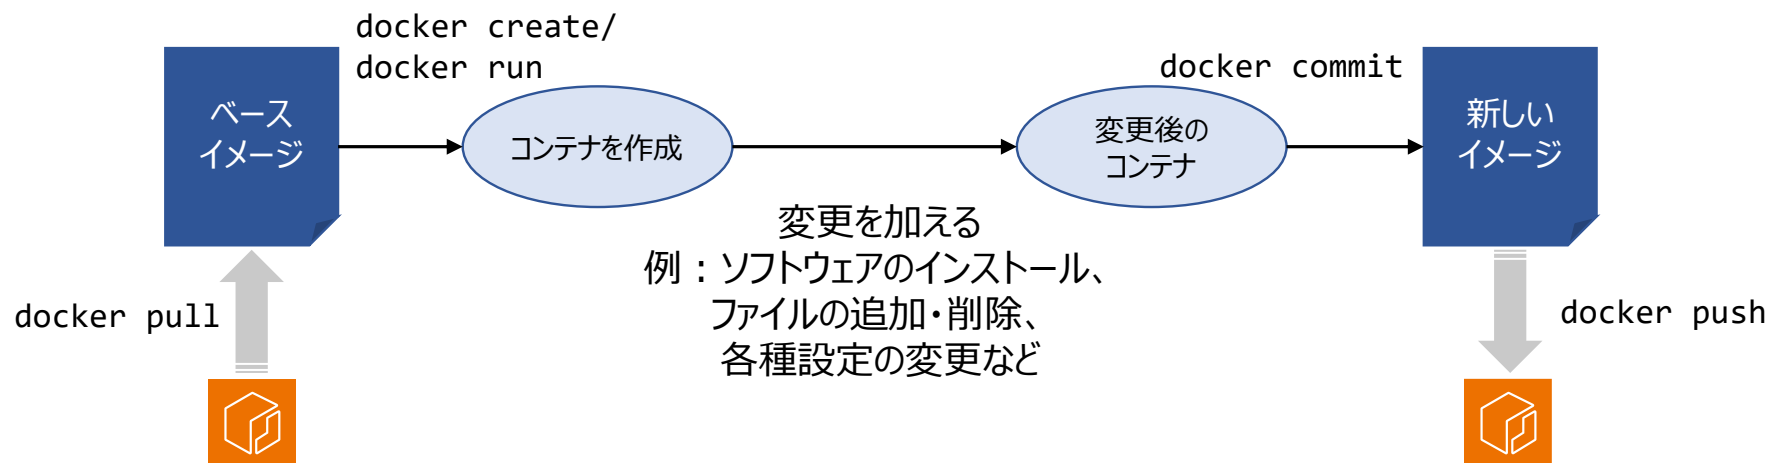 docker create/
docker run
docker commit
ベース
イメージ
コンテナを作成
変更後の
コンテナ
新しい
イメージ
変更を加える
例：ソフトウェアのインストール、
ファイルの追加・削除、
各種設定の変更など
docker pull
docker push